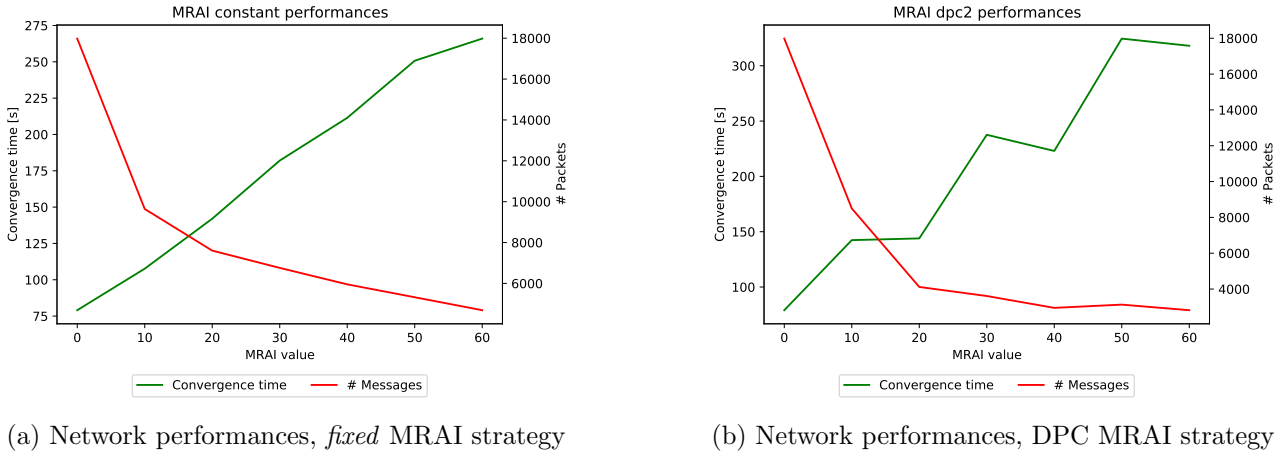 MRAI constant performances
275
250
225
200
175
150
125
100
75
Convergence time [s]
18000
16000
14000
12000
10000
8000
6000
# Packets
0 10 20 30 40 50 60
MRAI value
Convergence time # Messages
(a) Network performances, fixed MRAI strategy
MRAI dpc2 performances
300
250
200
150
100
Convergence time [s]
18000
16000
14000
12000
10000
8000
6000
4000
# Packets
0 10 20 30 40 50 60
MRAI value
Convergence time # Messages
(b) Network performances, DPC MRAI strategy